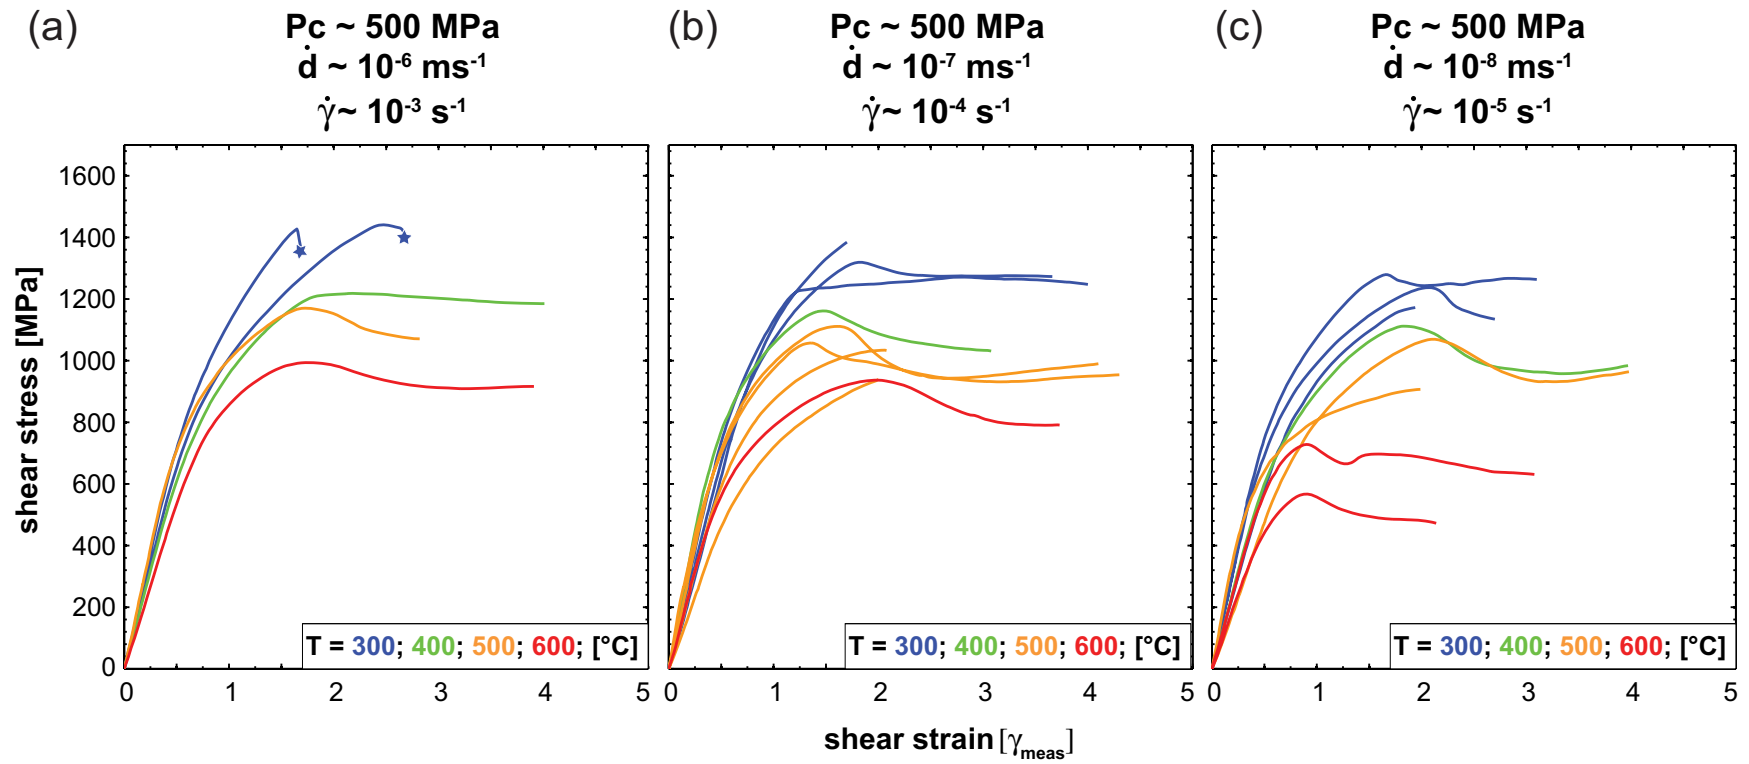 (a)
Pc ~ 500 MPa
ḋ ~ 10⁻⁶ ms⁻¹
γ̇ ~ 10⁻³ s⁻¹
(b)
Pc ~ 500 MPa
ḋ ~ 10⁻⁷ ms⁻¹
γ̇ ~ 10⁻⁴ s⁻¹
(c)
Pc ~ 500 MPa
ḋ ~ 10⁻⁸ ms⁻¹
γ̇ ~ 10⁻⁵ s⁻¹
shear stress [MPa]
1600
1400
1200
1000
800
600
400
200
0
T = 300; 400; 500; 600; [°C]
T = 300; 400; 500; 600; [°C]
T = 300; 400; 500; 600; [°C]
0 1 2 3 4 5
0 1 2 3 4 5
0 1 2 3 4 5
shear strain [γmeas]